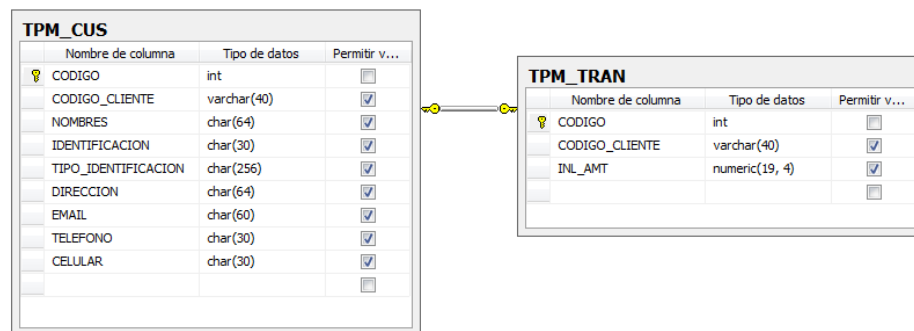 TPM_CUS
Nombre de columna Tipo de datos Permitir v...
CODIGO int
CODIGO_CLIENTE varchar(40)
NOMBRES char(64)
IDENTIFICACION char(30)
TIPO_IDENTIFICACION char(256)
DIRECCION char(64)
EMAIL char(60)
TELEFONO char(30)
CELULAR char(30)
TPM_TRAN
Nombre de columna Tipo de datos Permitir v...
CODIGO int
CODIGO_CLIENTE varchar(40)
INL_AMT numeric(19, 4)